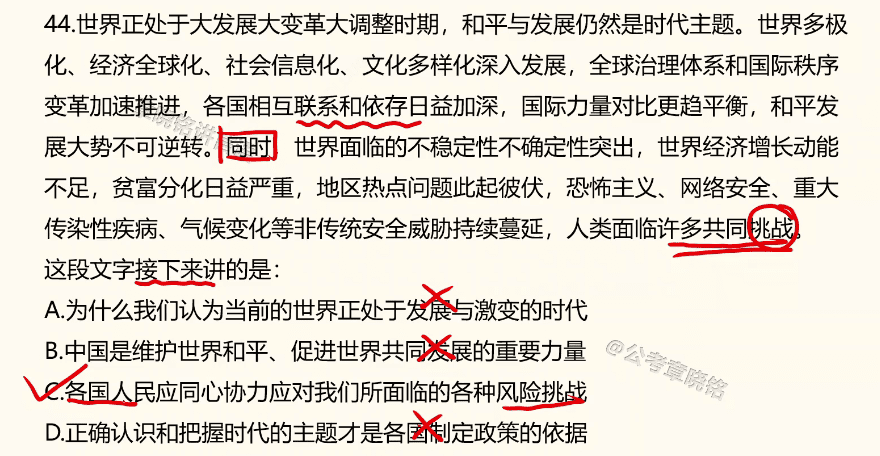 44.世界正处于大发展大变革大调整时期，和平与发展仍然是时代主题。世界多极
化、经济全球化、社会信息化、文化多样化深入发展，全球治理体系和国际秩序
变革加速推进，各国相互联系和依存日益加深，国际力量对比更趋平衡，和平发
展大势不可逆转。同时，世界面临的不稳定性不确定性突出，世界经济增长动能
不足，贫富分化日益严重，地区热点问题此起彼伏，恐怖主义、网络安全、重大
传染性疾病、气候变化等非传统安全威胁持续蔓延，人类面临许多共同挑战。
这段文字接下来讲的是：
A.为什么我们认为当前的世界正处于发展与激变的时代
B.中国是维护世界和平、促进世界共同发展的重要力量
C.各国人民应同心协力应对我们所面临的各种风险挑战
D.正确认识和把握时代的主题才是各国制定政策的依据
@公考章晓铭